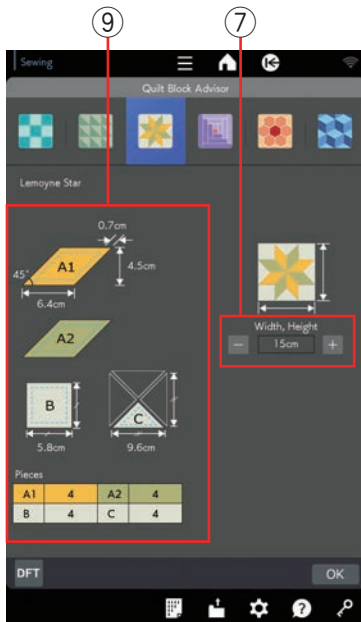 ⑨ ⑦
Sewing
Quilt Block Advisor
Lemoyne Star
0.7cm
A1
4.5cm
45°
6.4cm
A2
B
C
5.8cm
9.6cm
Width, Height
− 15cm +
Pieces
A1 4 A2 4
B 4 C 4
DFT OK
?